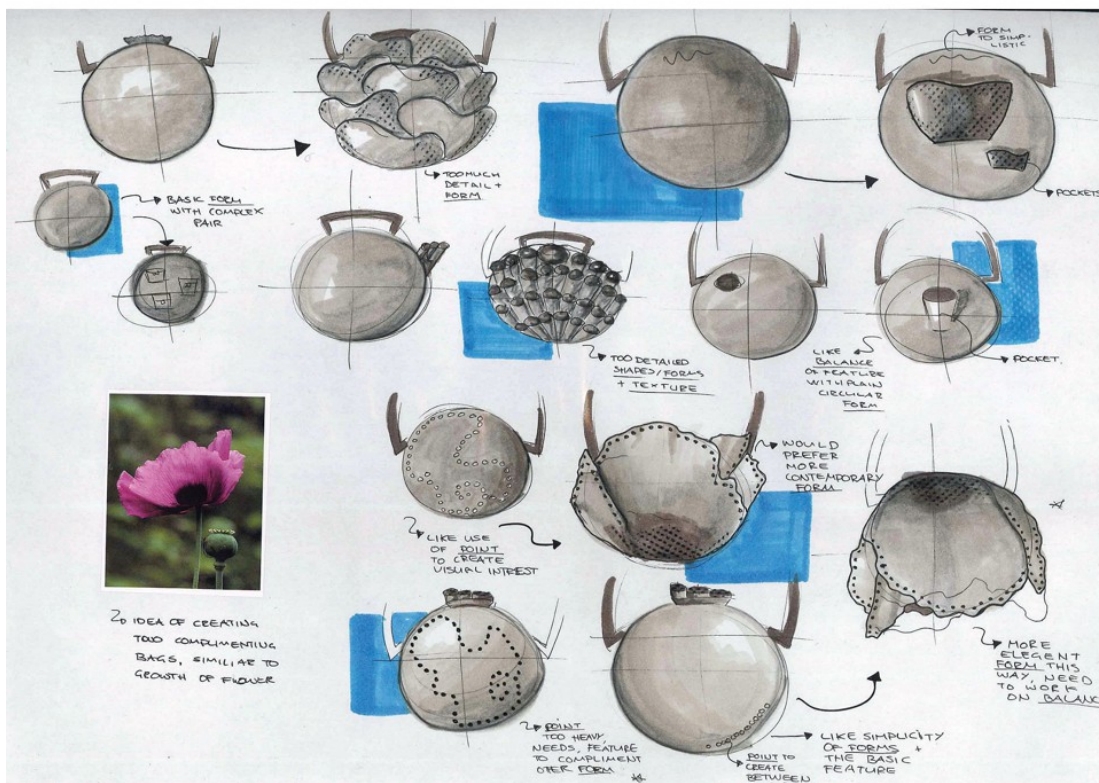 FORM
TO SIMP-
LISTIC
TOO MUCH
DETAIL +
FORM
POCKETS
BASIC FORM
WITH COMPLEX
PAIR
TOO DETAILED
SHAPES/FORMS
+ TEXTURE
LIKE
BALANCE
OF FEATURE
WITH PLAIN
CIRCULAR
FORM
POCKET.
WOULD
PREFER
MORE
CONTEMPORARY
FORM
LIKE USE
OF POINT
TO CREATE
VISUAL INTREST
IDEA OF CREATING
TWO COMPLIMENTING
BAGS, SIMILIAR TO
GROWTH OF FLOWER
MORE
ELEGENT
FORM THIS
WAY, NEED
TO WORK
ON BALANC
POINT
TOO HEAVY,
NEEDS, FEATURE
TO COMPLIMENT
OTHER FORM
POINT TO
CREATE
BETWEEN
LIKE SIMPLICITY
OF FORMS +
THE BASIC
FEATURE